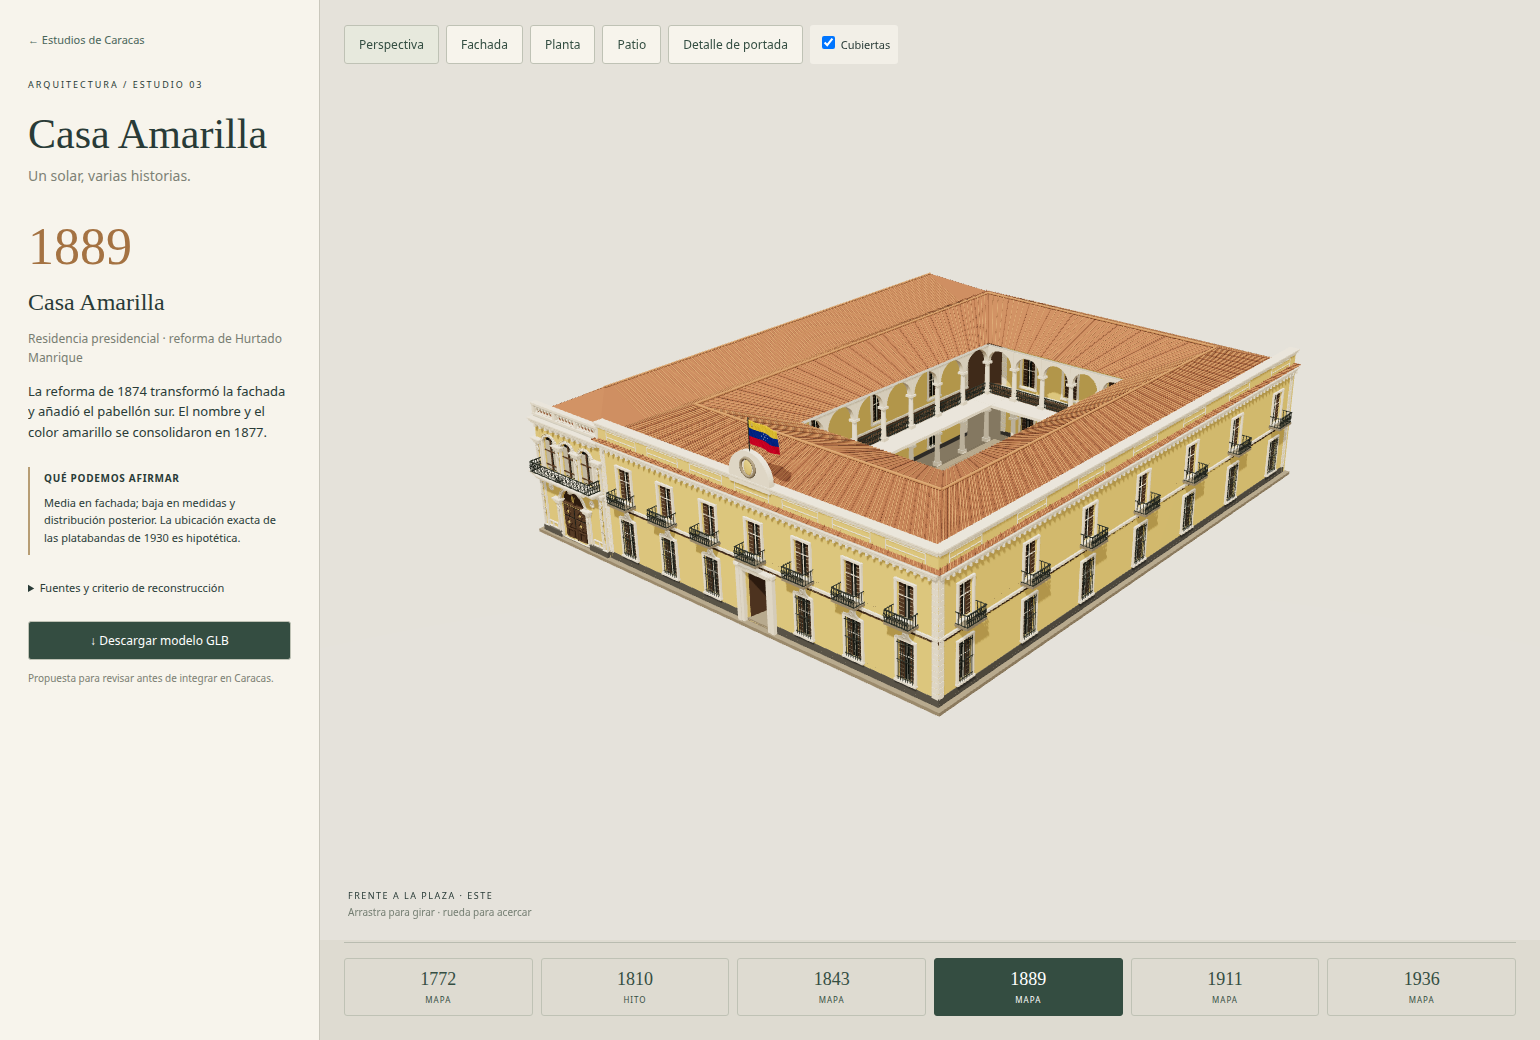 ← Estudios de Caracas
ARQUITECTURA / ESTUDIO 03
Casa Amarilla
Un solar, varias historias.
1889
Casa Amarilla
Residencia presidencial · reforma de Hurtado
Manrique
La reforma de 1874 transformó la fachada
y añadió el pabellón sur. El nombre y el
color amarillo se consolidaron en 1877.
QUÉ PODEMOS AFIRMAR
Media en fachada; baja en medidas y
distribución posterior. La ubicación exacta de
las platabandas de 1930 es hipotética.
Fuentes y criterio de reconstrucción
↓ Descargar modelo GLB
Propuesta para revisar antes de integrar en Caracas.
Perspectiva
Fachada
Planta
Patio
Detalle de portada
Cubiertas
FRENTE A LA PLAZA · ESTE
Arrastra para girar · rueda para acercar
1772
MAPA
1810
HITO
1843
MAPA
1889
MAPA
1911
MAPA
1936
MAPA